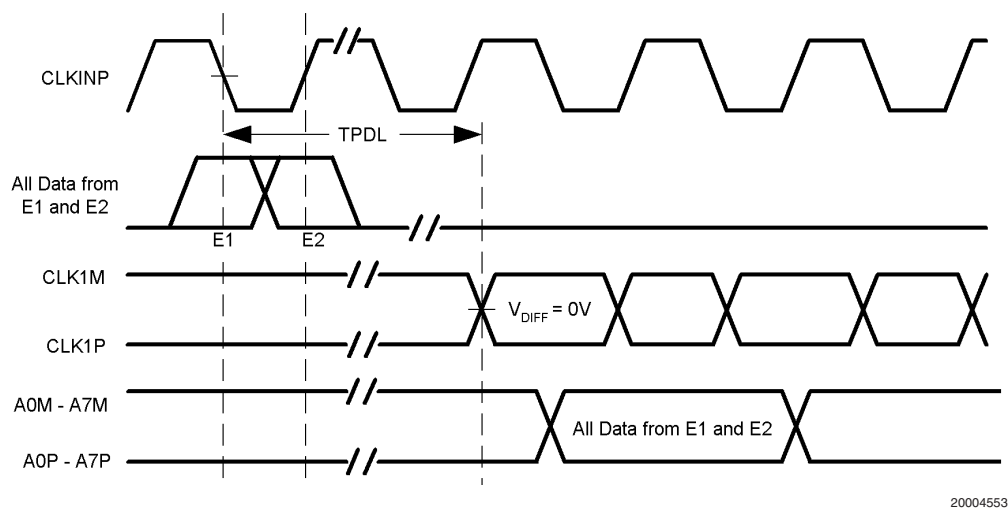 CLKINP
TPDL
All Data from
E1 and E2
E1
E2
CLK1M
VDIFF = 0V
CLK1P
A0M - A7M
All Data from E1 and E2
A0P - A7P
20004553